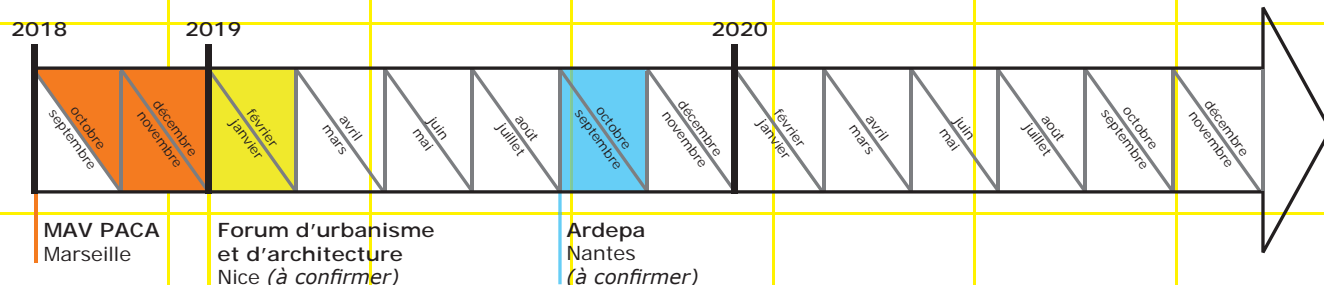 2018
2019
2020
octobre
septembre
décembre
novembre
février
janvier
avril
mars
juin
mai
août
juillet
octobre
septembre
décembre
novembre
février
janvier
avril
mars
juin
mai
août
juillet
octobre
septembre
décembre
novembre
MAV PACA
Marseille
Forum d'urbanisme
et d'architecture
Nice (à confirmer)
Ardepa
Nantes
(à confirmer)